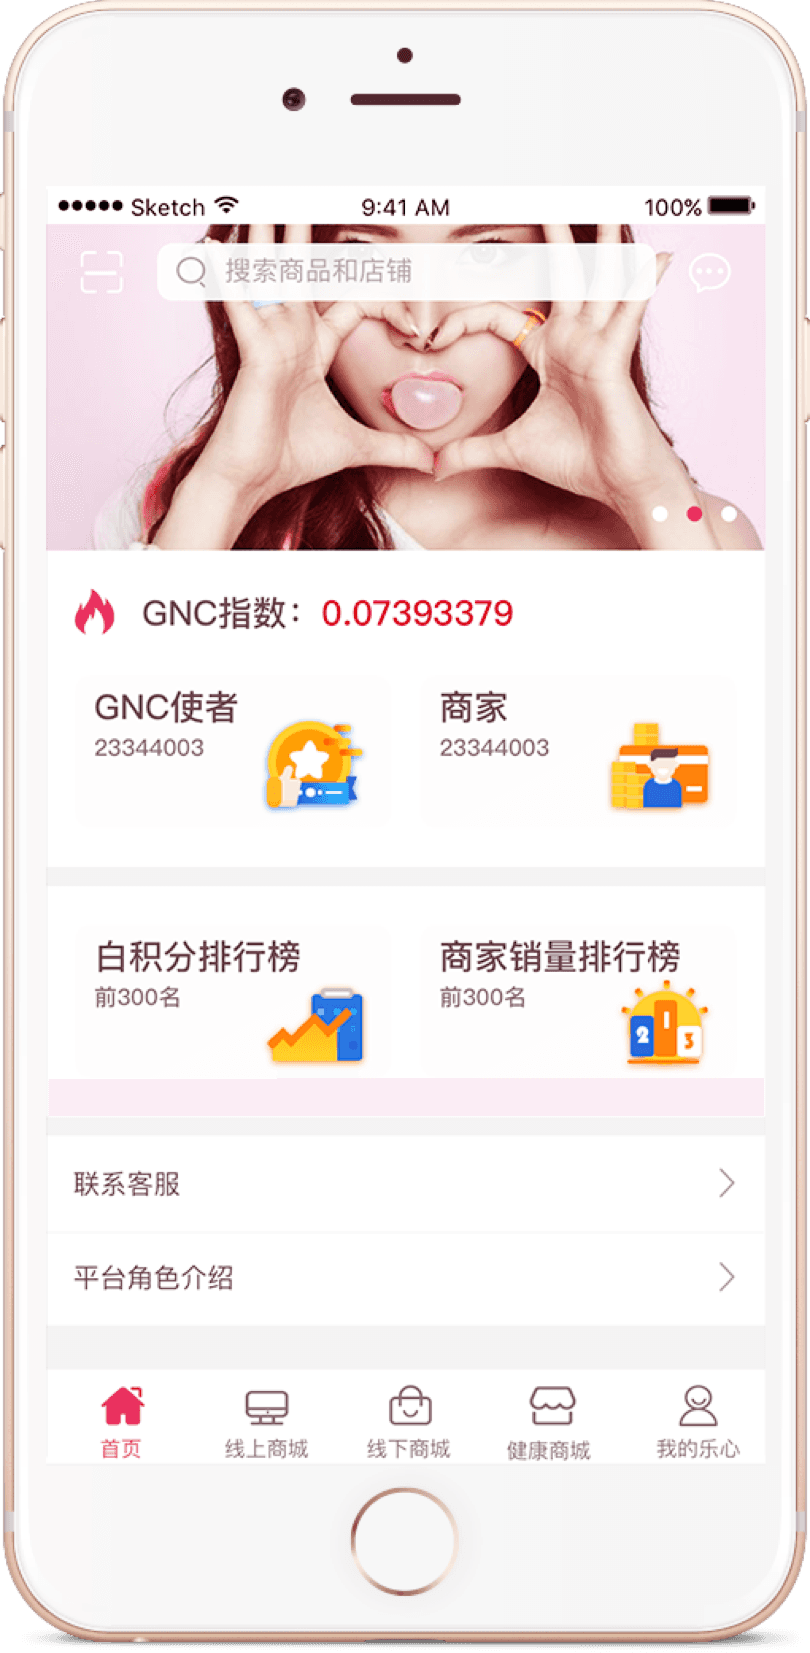 Sketch 9:41 AM 100%
搜索商品和店铺
GNC指数：0.07393379
GNC使者 商家
23344003 23344003
白积分排行榜 商家销量排行榜
前300名 前300名
1
2 3
联系客服
平台角色介绍
首页 线上商城 线下商城 健康商城 我的乐心